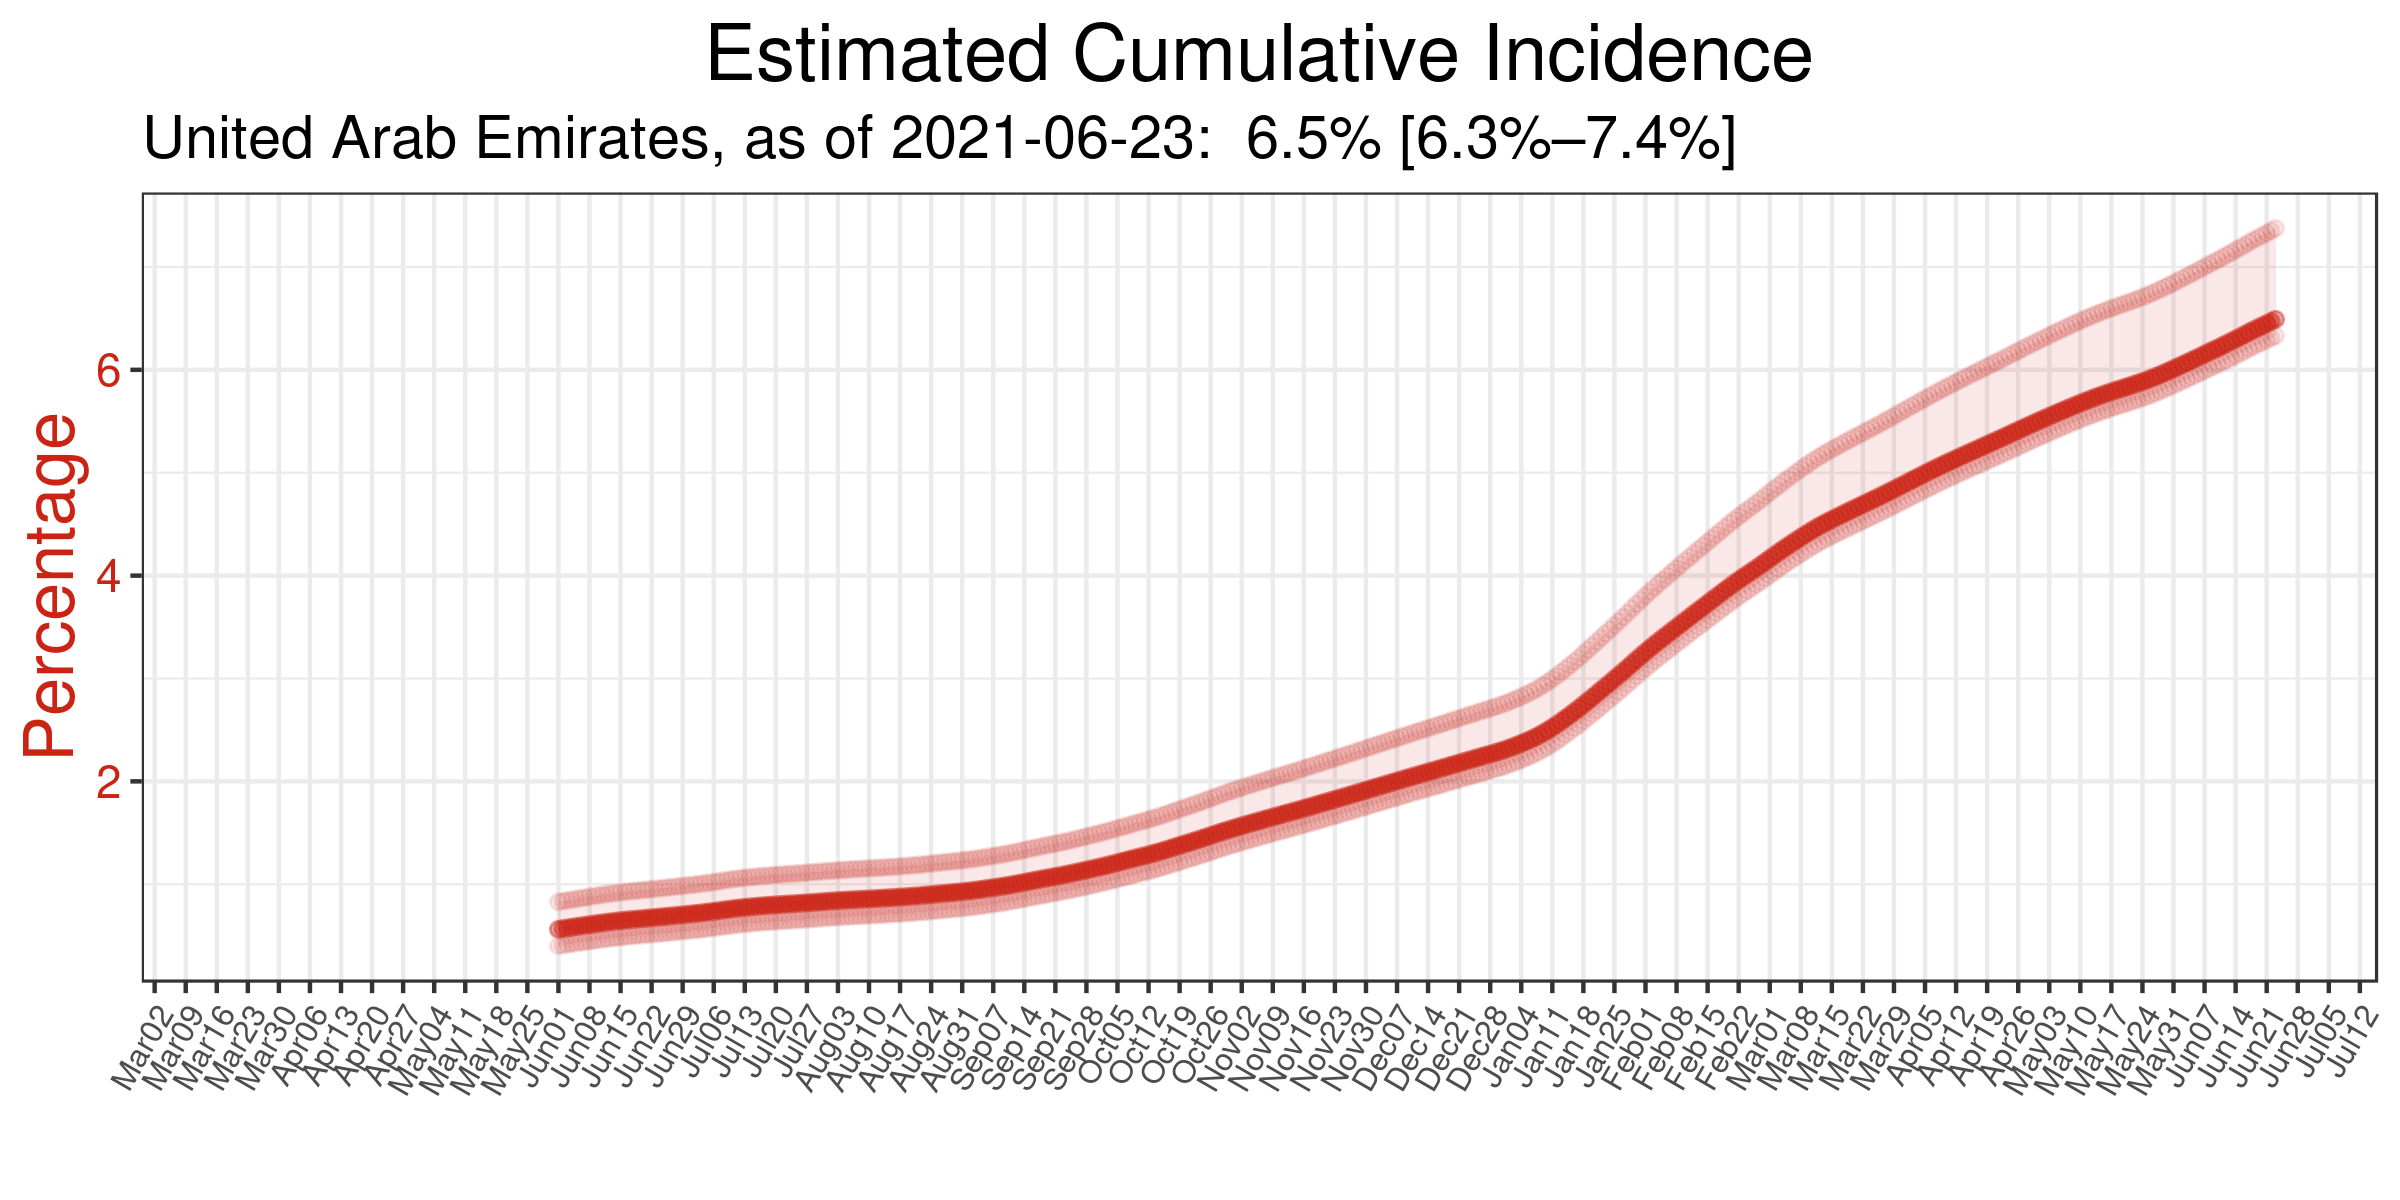 Estimated Cumulative Incidence
United Arab Emirates, as of 2021-06-23:  6.5% [6.3%–7.4%]
Percentage
6
4
2
Mar02
Mar09
Mar16
Mar23
Mar30
Apr06
Apr13
Apr20
Apr27
May04
May11
May18
May25
Jun01
Jun08
Jun15
Jun22
Jun29
Jul06
Jul13
Jul20
Jul27
Aug03
Aug10
Aug17
Aug24
Aug31
Sep07
Sep14
Sep21
Sep28
Oct05
Oct12
Oct19
Oct26
Nov02
Nov09
Nov16
Nov23
Nov30
Dec07
Dec14
Dec21
Dec28
Jan04
Jan11
Jan18
Jan25
Feb01
Feb08
Feb15
Feb22
Mar01
Mar08
Mar15
Mar22
Mar29
Apr05
Apr12
Apr19
Apr26
May03
May10
May17
May24
May31
Jun07
Jun14
Jun21
Jun28
Jul05
Jul12